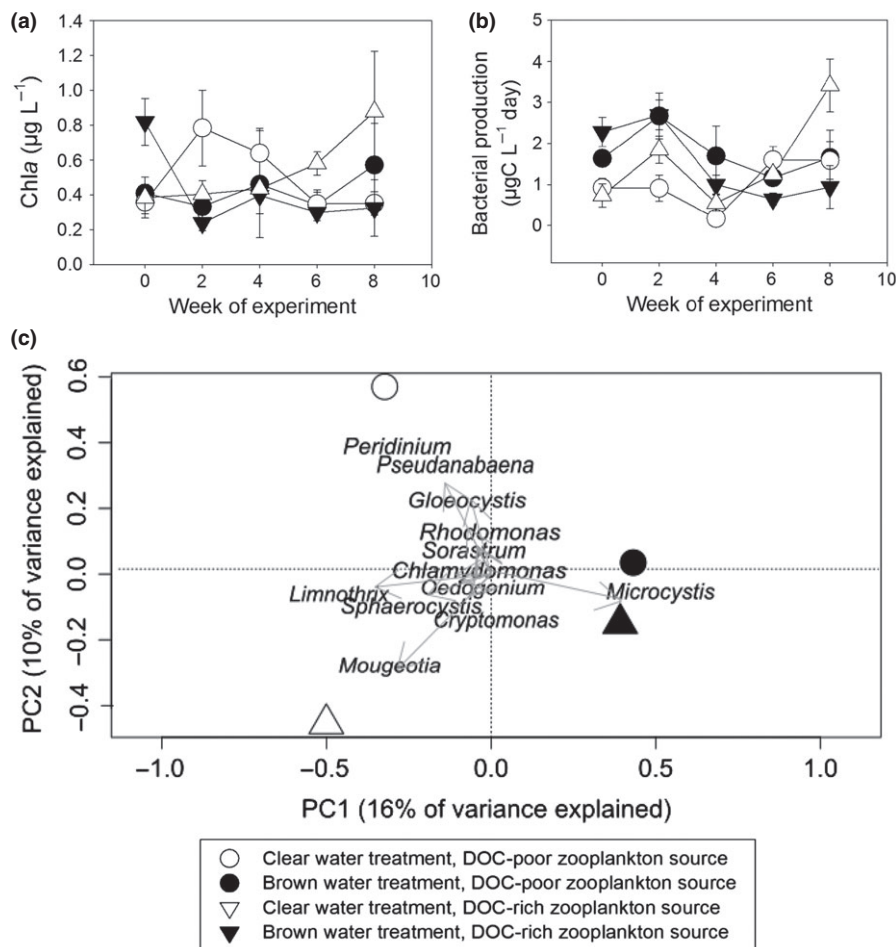 (a)
1.4
1.2
1.0
0.8
0.6
0.4
0.2
0.0
Chla (µg L⁻¹)
0 2 4 6 8 10
Week of experiment
(b)
5
4
3
2
1
0
Bacterial production
(µgC L⁻¹ day)
0 2 4 6 8 10
Week of experiment
(c)
0.6
0.4
0.2
0.0
−0.2
−0.4
PC2 (10% of variance explained)
Peridinium
Pseudanabaena
Gloeocystis
Rhodomonas
Sorastrum
Chlamydomonas
Oedogonium
Limnothrix
Microcystis
Sphaerocystis
Cryptomonas
Mougeotia
−1.0 −0.5 0.0 0.5 1.0
PC1 (16% of variance explained)
Clear water treatment, DOC-poor zooplankton source
Brown water treatment, DOC-poor zooplankton source
Clear water treatment, DOC-rich zooplankton source
Brown water treatment, DOC-rich zooplankton source